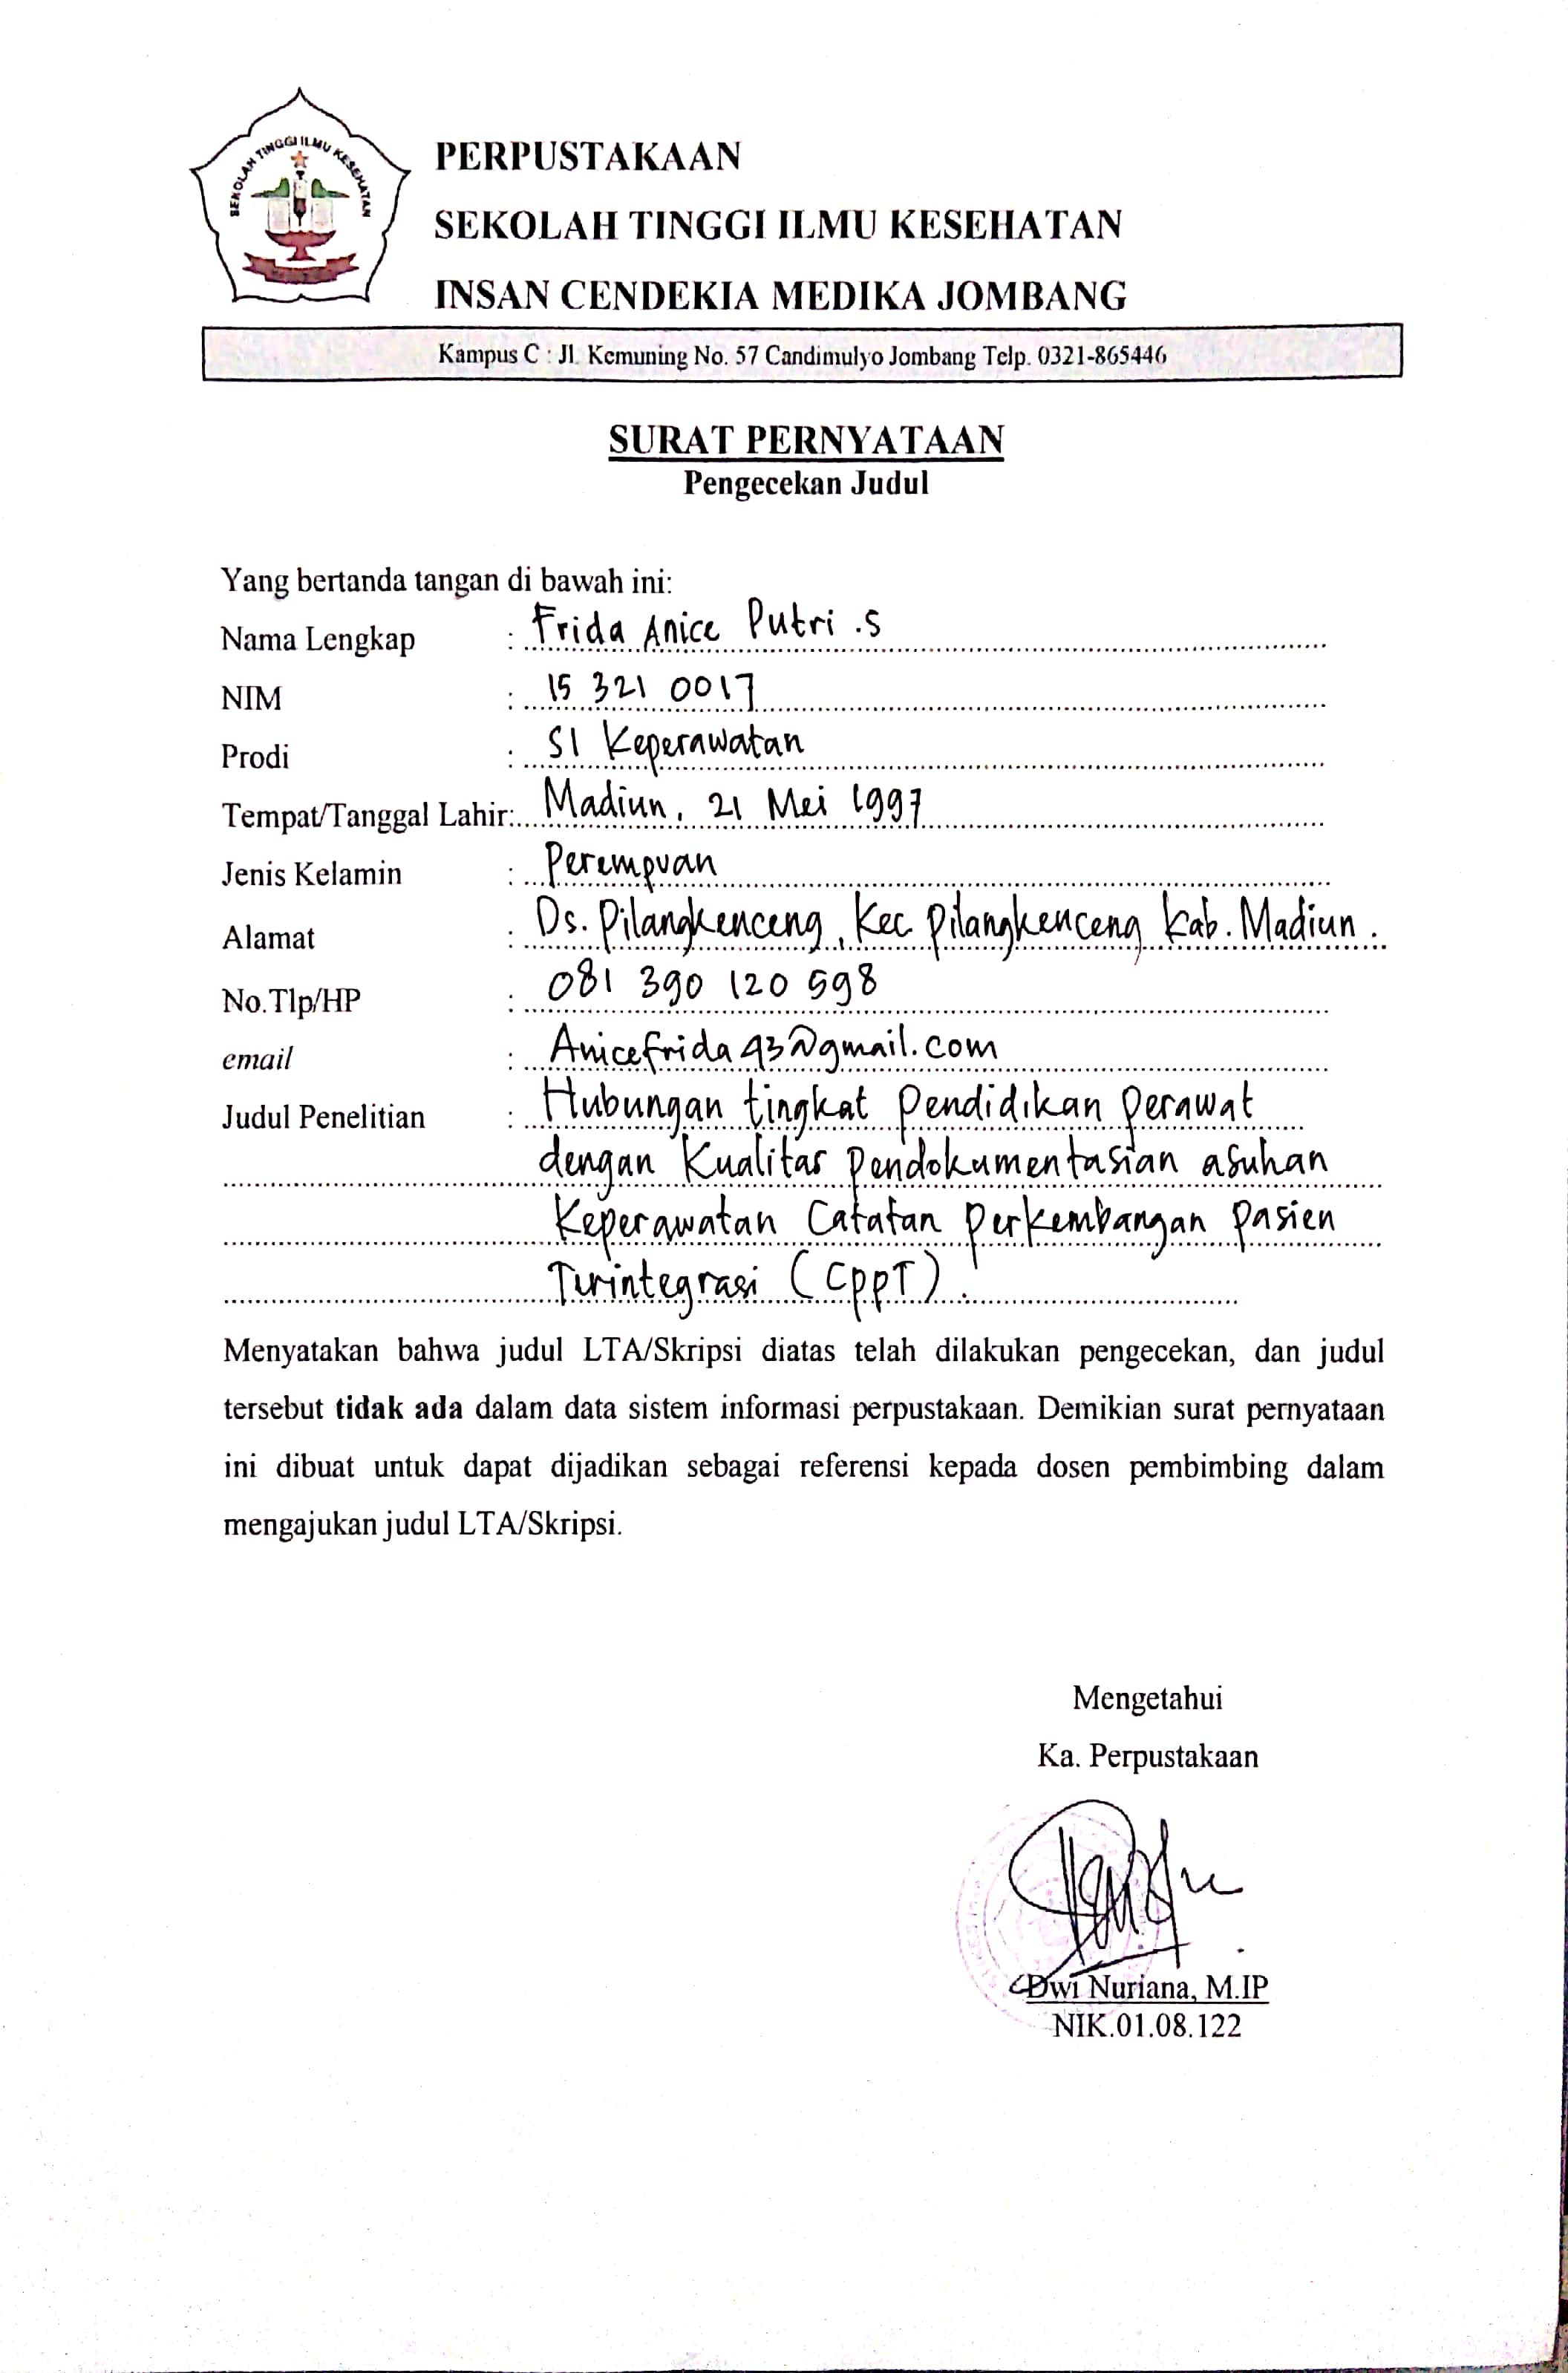 SEKOLAH TINGGI ILMU KESEHATAN
PERPUSTAKAAN
SEKOLAH TINGGI ILMU KESEHATAN
INSAN CENDEKIA MEDIKA JOMBANG
Kampus C : Jl. Kemuning No. 57 Candimulyo Jombang Telp. 0321-865446
SURAT PERNYATAAN
Pengecekan Judul
Yang bertanda tangan di bawah ini:
Nama Lengkap : Frida Anice Putri .S
NIM : 15 321 0017
Prodi : S1 Keperawatan
Tempat/Tanggal Lahir: Madiun, 21 Mei 1997
Jenis Kelamin : Perempuan
Alamat : Ds. Pilangkenceng, Kec Pilangkenceng Kab. Madiun.
No.Tlp/HP : 081 390 120 598
email : Anicefrida93@gmail.com
Judul Penelitian : Hubungan tingkat Pendidikan perawat
dengan Kualitas Pendokumentasian asuhan
Keperawatan Catatan Perkembangan Pasien
Terintegrasi (CPPT).
Menyatakan bahwa judul LTA/Skripsi diatas telah dilakukan pengecekan, dan judul
tersebut tidak ada dalam data sistem informasi perpustakaan. Demikian surat pernyataan
ini dibuat untuk dapat dijadikan sebagai referensi kepada dosen pembimbing dalam
mengajukan judul LTA/Skripsi.
Mengetahui
Ka. Perpustakaan
Dwi Nuriana, M.IP
NIK.01.08.122